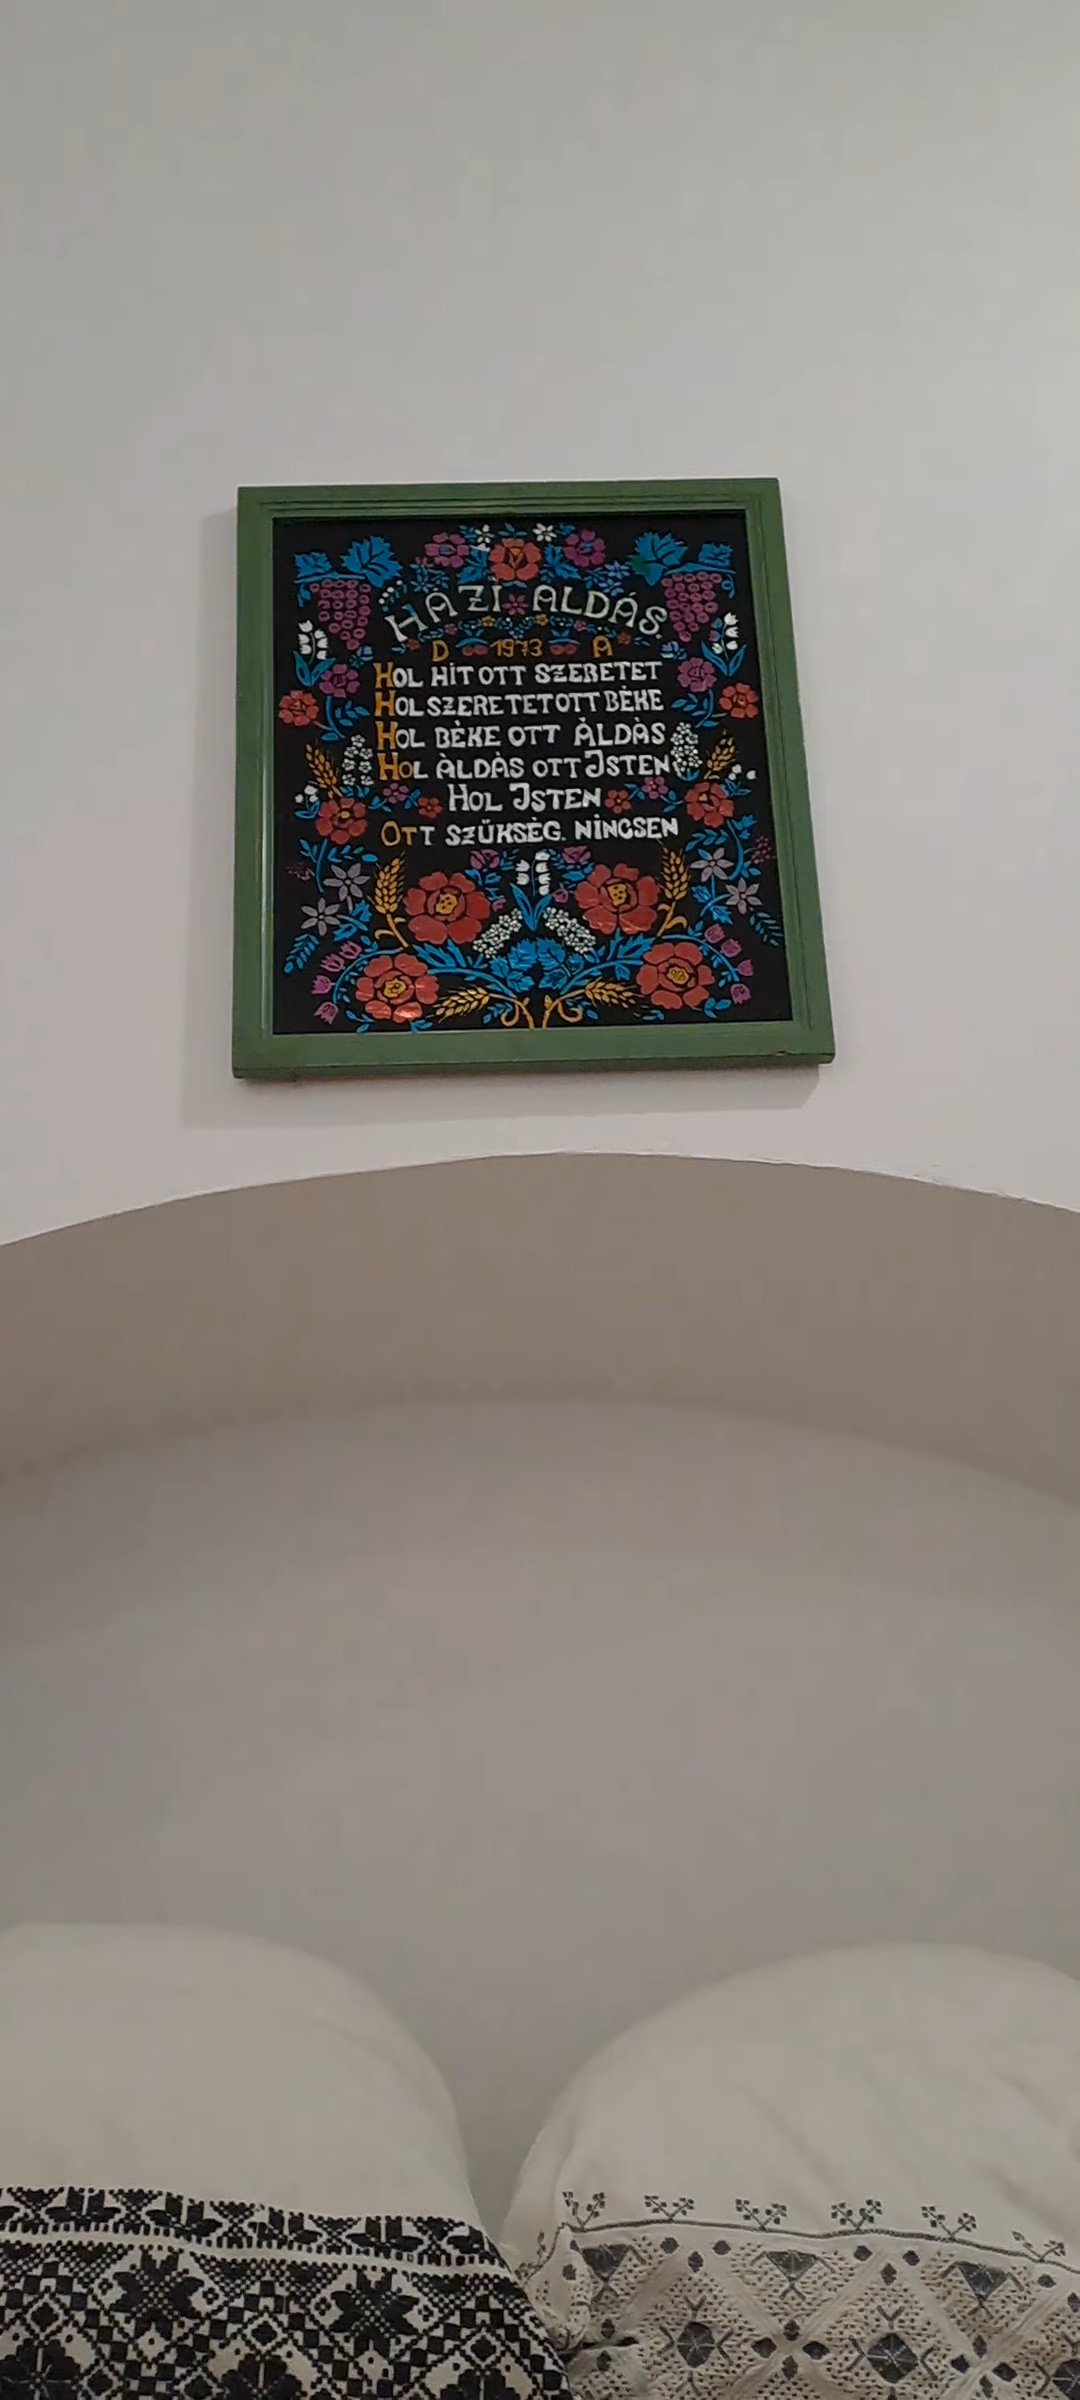 HÁZI ÁLDÁS.
D 1973 A
HOL HIT OTT SZERETET
HOL SZERETET OTT BÉKE
HOL BÉKE OTT ÁLDÁS
HOL ÁLDÁS OTT ISTEN
HOL ISTEN
OTT SZÜKSÉG. NINCSEN